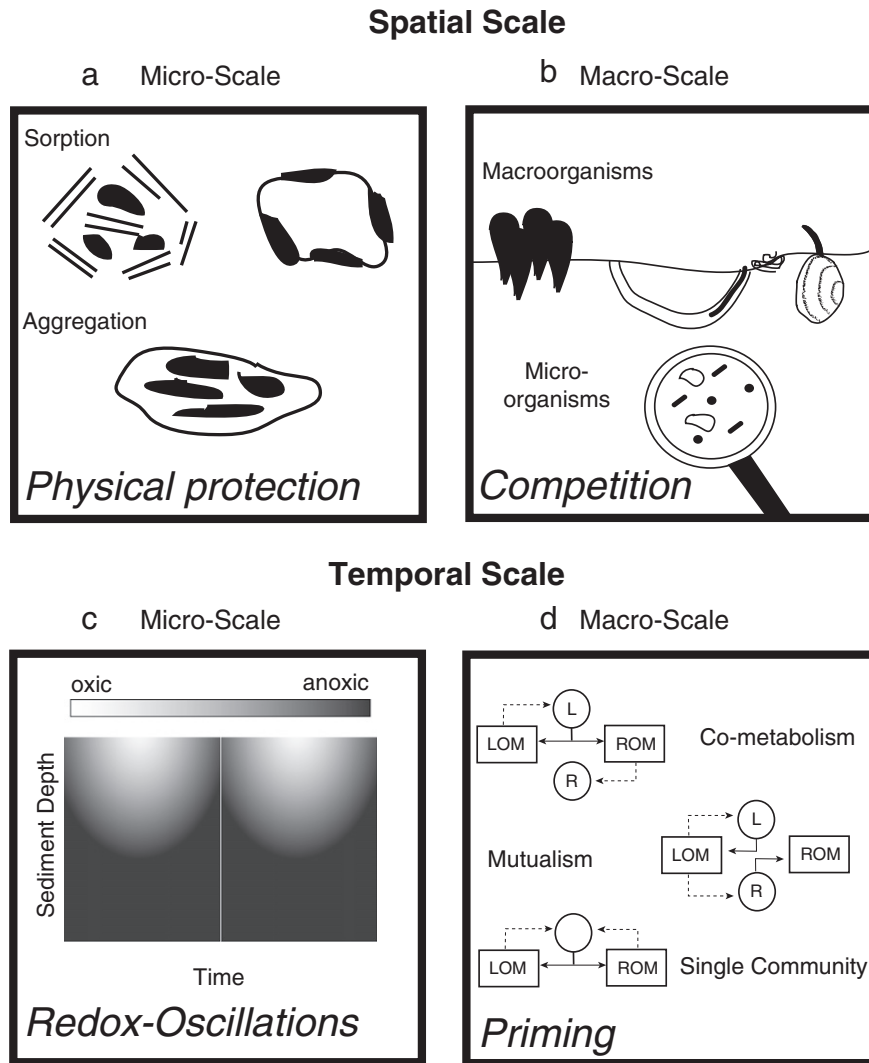 Spatial Scale
a Micro-Scale
b Macro-Scale
Sorption
Aggregation
Physical protection
Macroorganisms
Micro-
organisms
Competition
Temporal Scale
c Micro-Scale
d Macro-Scale
oxic anoxic
Sediment Depth
Time
Redox-Oscillations
L
LOM ROM
R
Co-metabolism
L
LOM ROM
R
Mutualism
LOM ROM
Single Community
Priming